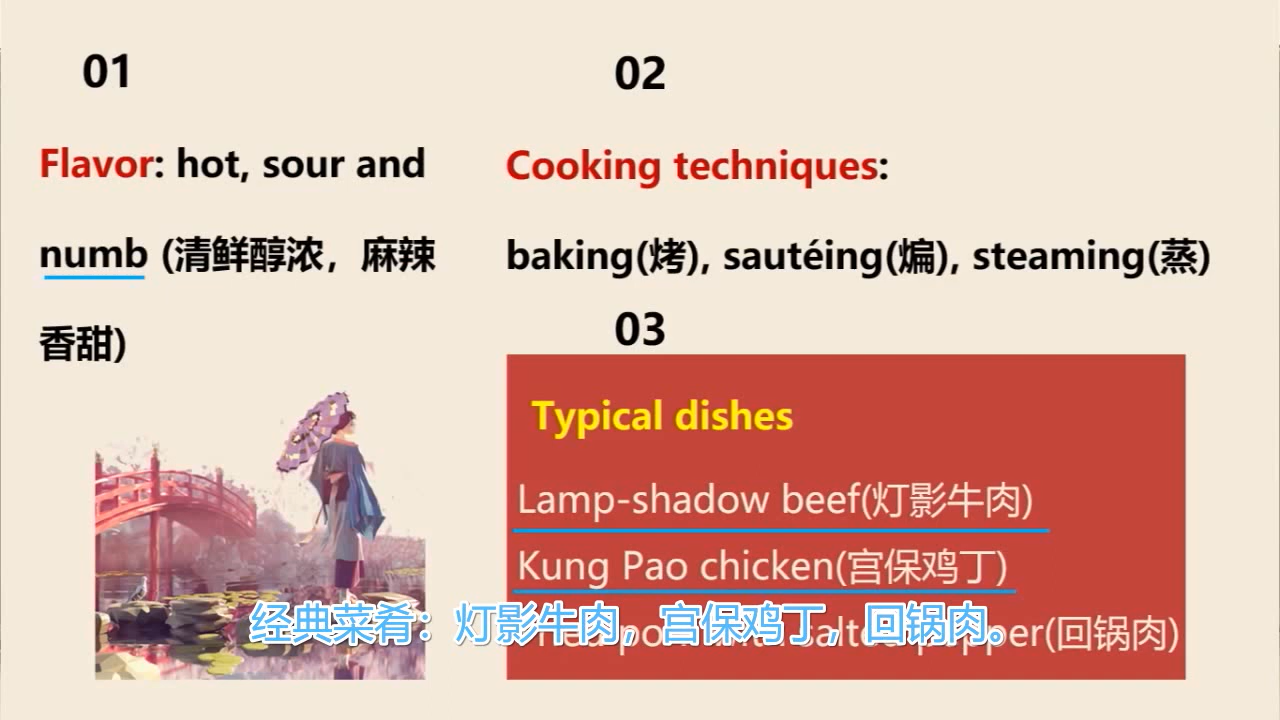 01
Flavor: hot, sour and
numb (清鲜醇浓，麻辣
香甜)
02
Cooking techniques:
baking(烤), sautéing(煸), steaming(蒸)
03
Typical dishes
Lamp-shadow beef(灯影牛肉)
Kung Pao chicken(宫保鸡丁)
salted pepper(回锅肉)
经典菜肴：灯影牛肉，宫保鸡丁，回锅肉。